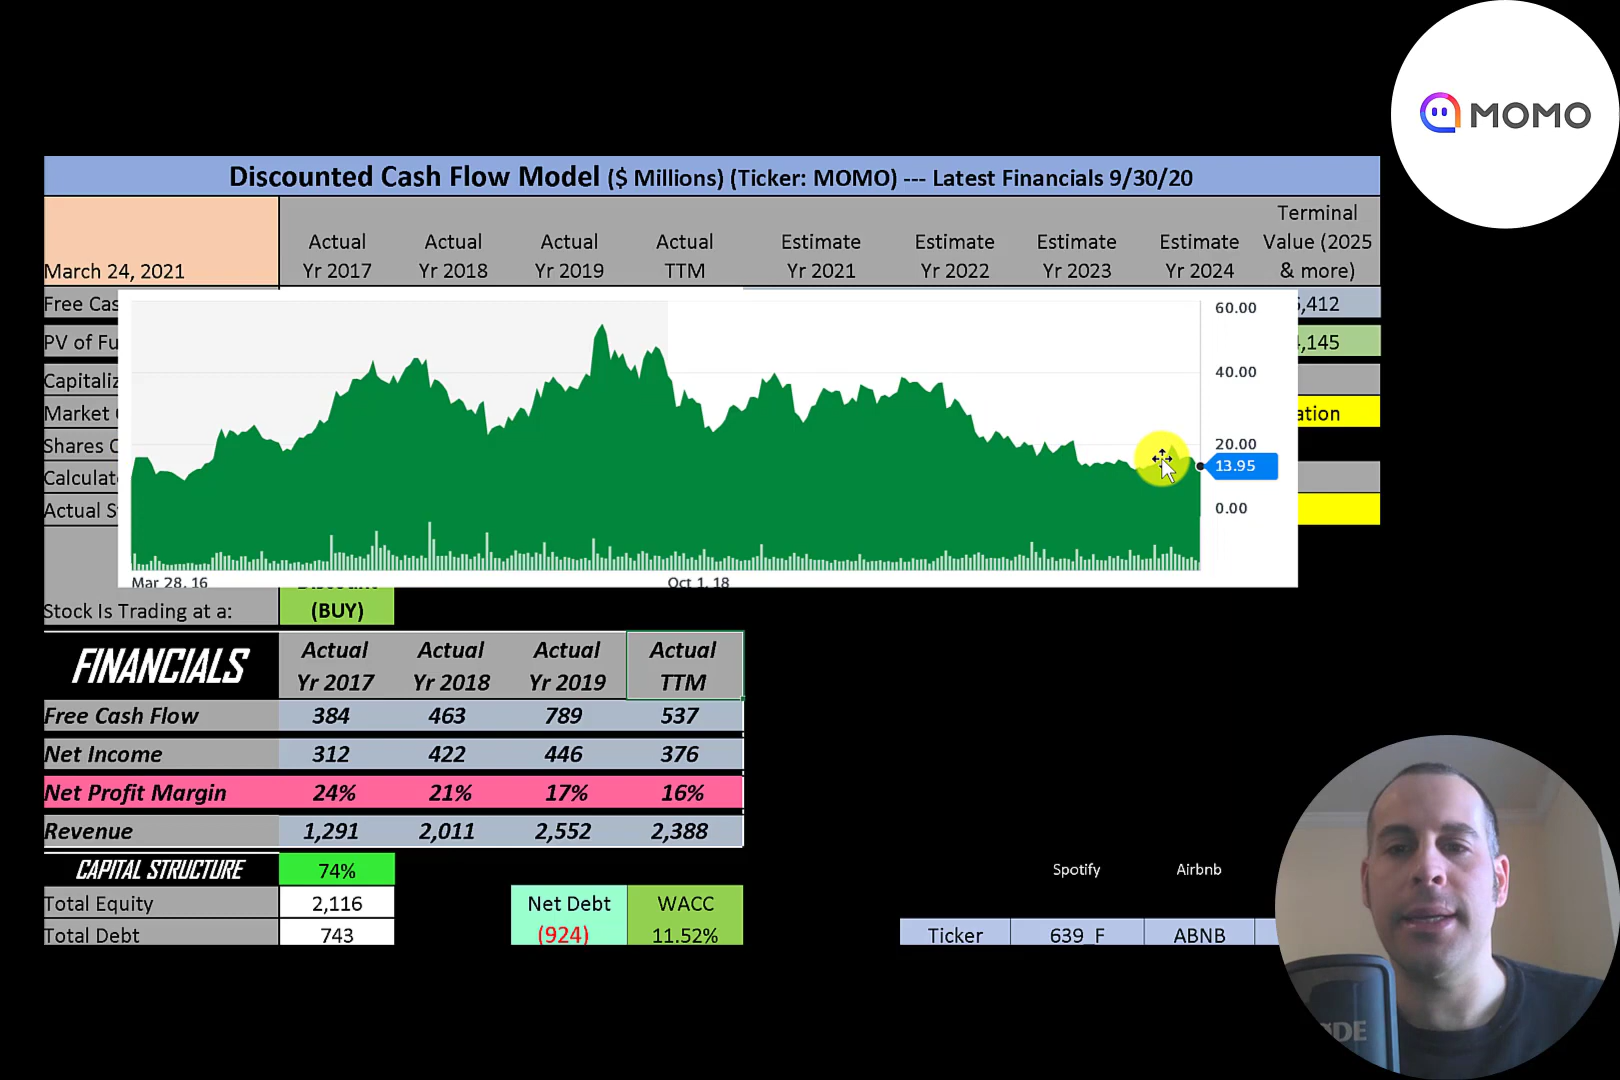 MOMO
Discounted Cash Flow Model ($ Millions) (Ticker: MOMO) --- Latest Financials 9/30/20
March 24, 2021
Actual Yr 2017
Actual Yr 2018
Actual Yr 2019
Actual TTM
Estimate Yr 2021
Estimate Yr 2022
Estimate Yr 2023
Estimate Yr 2024
Terminal Value (2025 & more)
Free Cas
,412
PV of Fu
,145
Capitaliz
Market
ation
Shares
Calculat
Actual S
60.00
40.00
20.00
13.95
0.00
Mar 28, 16
Oct 1, 18
Stock Is Trading at a:
(BUY)
FINANCIALS
Actual Yr 2017
Actual Yr 2018
Actual Yr 2019
Actual TTM
Free Cash Flow 384 463 789 537
Net Income 312 422 446 376
Net Profit Margin 24% 21% 17% 16%
Revenue 1,291 2,011 2,552 2,388
CAPITAL STRUCTURE 74%
Total Equity 2,116
Total Debt 743
Net Debt
(924)
WACC
11.52%
Spotify Airbnb
Ticker 639_F ABNB